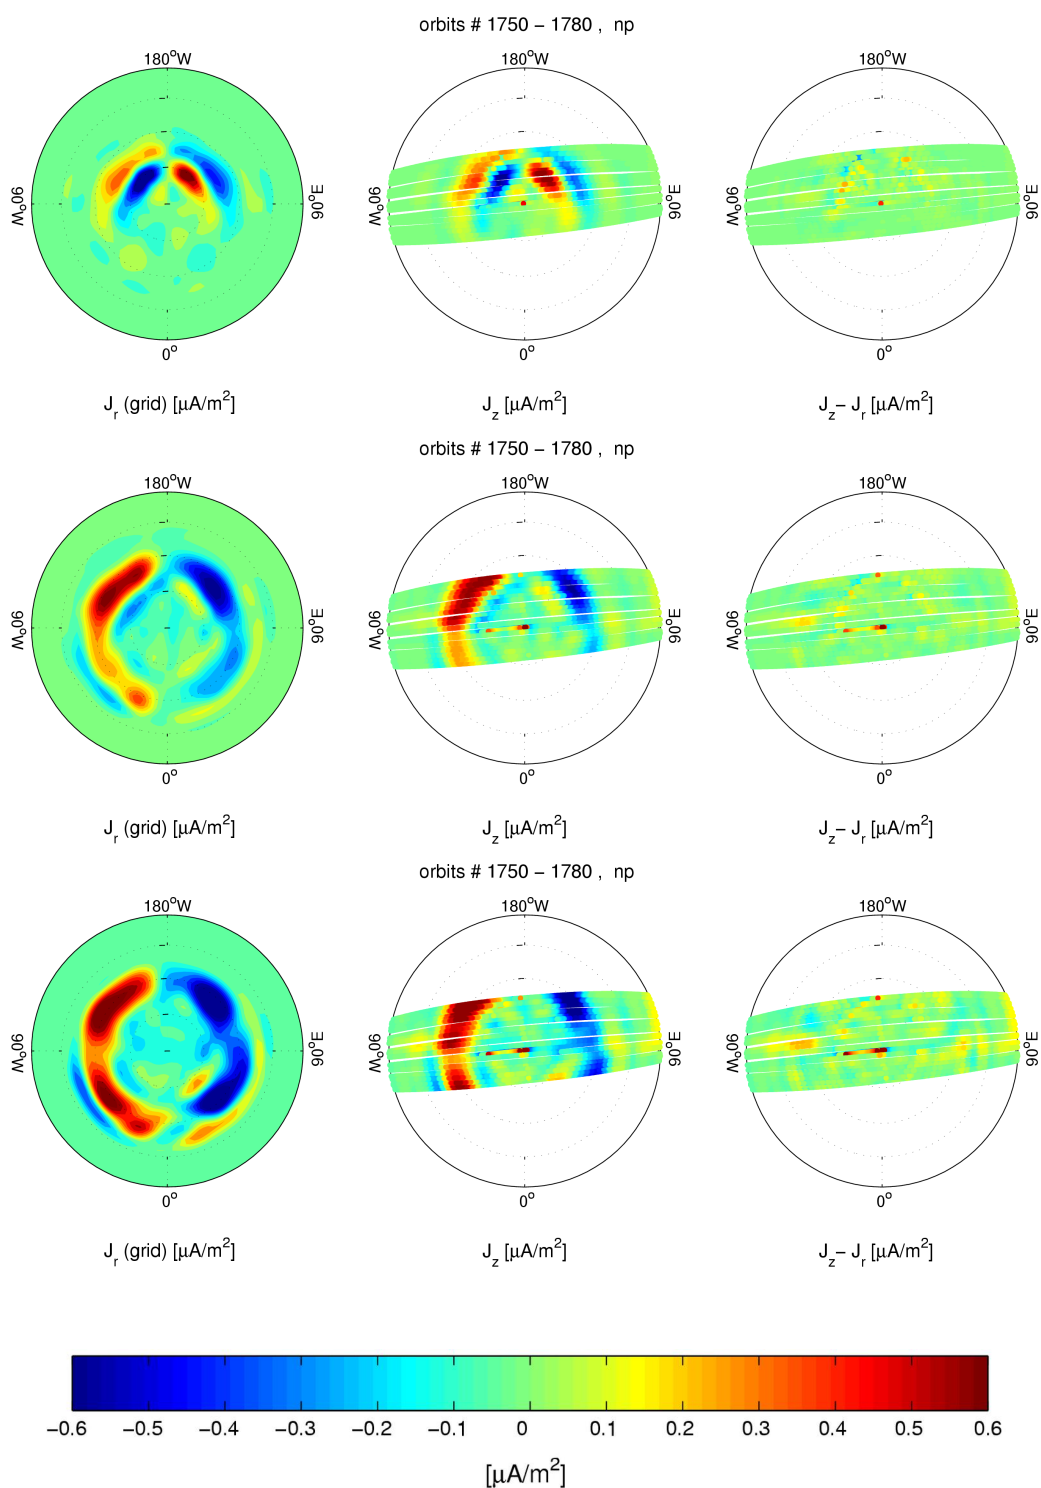 orbits # 1750 − 1780 , np
180°W 180°W 180°W
90°W 90°E 90°W 90°E 90°W 90°E
0° 0° 0°
J_r (grid) [µA/m²] J_z [µA/m²] J_z− J_r [µA/m²]
orbits # 1750 − 1780 , np
180°W 180°W 180°W
90°W 90°E 90°W 90°E 90°W 90°E
0° 0° 0°
J_r (grid) [µA/m²] J_z [µA/m²] J_z− J_r [µA/m²]
orbits # 1750 − 1780 , np
180°W 180°W 180°W
90°W 90°E 90°W 90°E 90°W 90°E
0° 0° 0°
J_r (grid) [µA/m²] J_z [µA/m²] J_z− J_r [µA/m²]
−0.6 −0.5 −0.4 −0.3 −0.2 −0.1 0 0.1 0.2 0.3 0.4 0.5 0.6
[µA/m²]